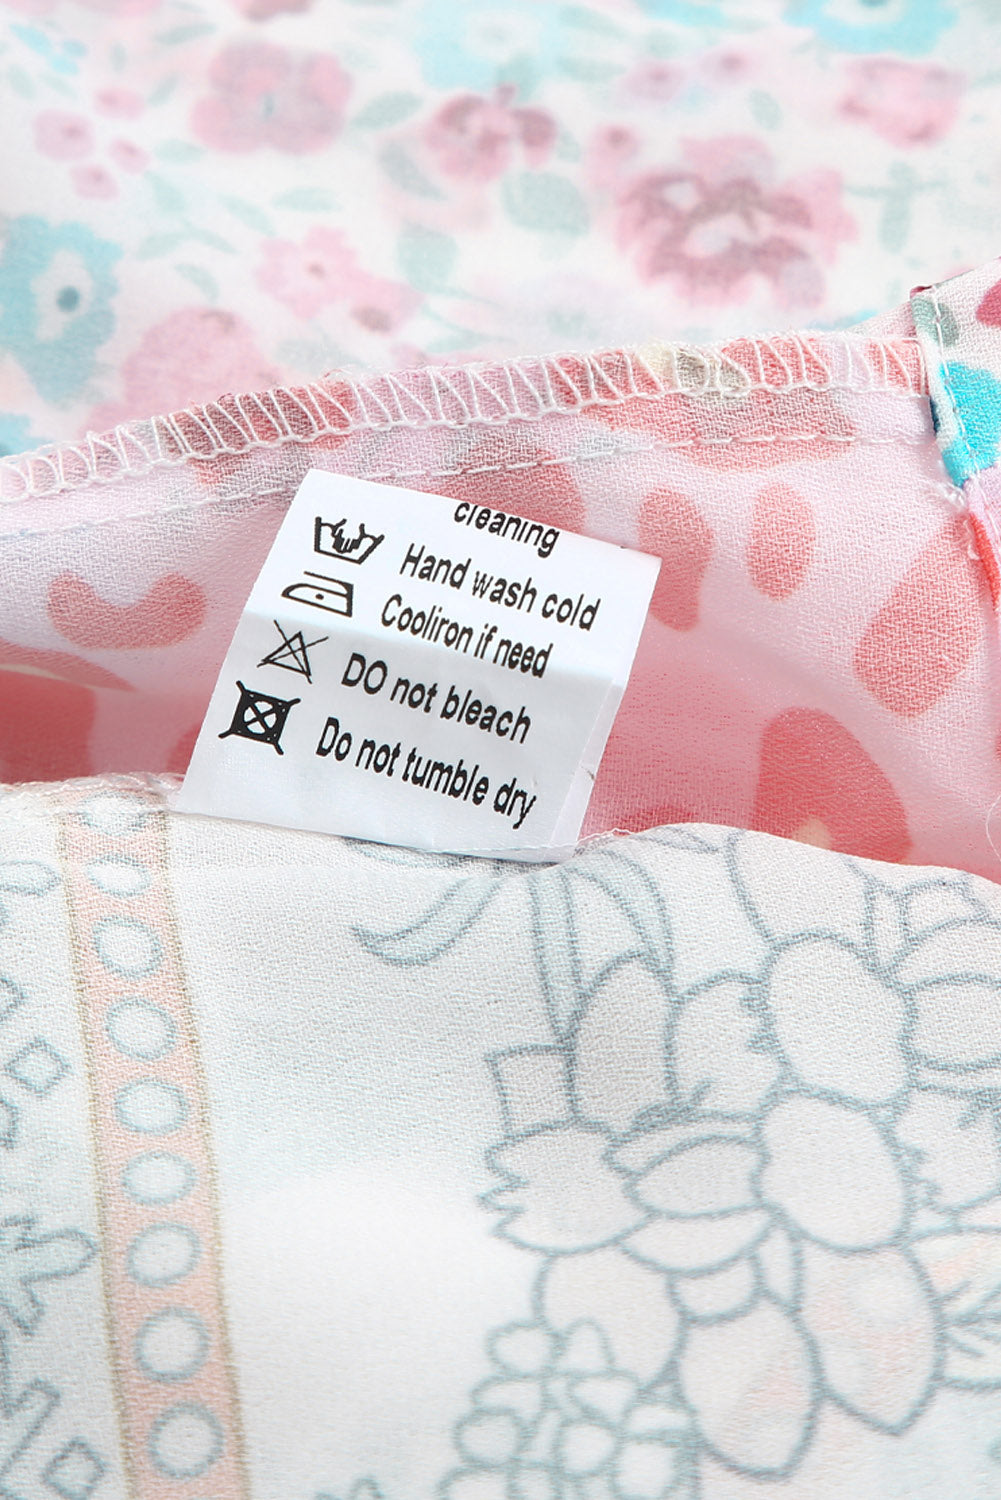 cleaning
Hand wash cold
Cooliron if need
DO not bleach
Do not tumble dry